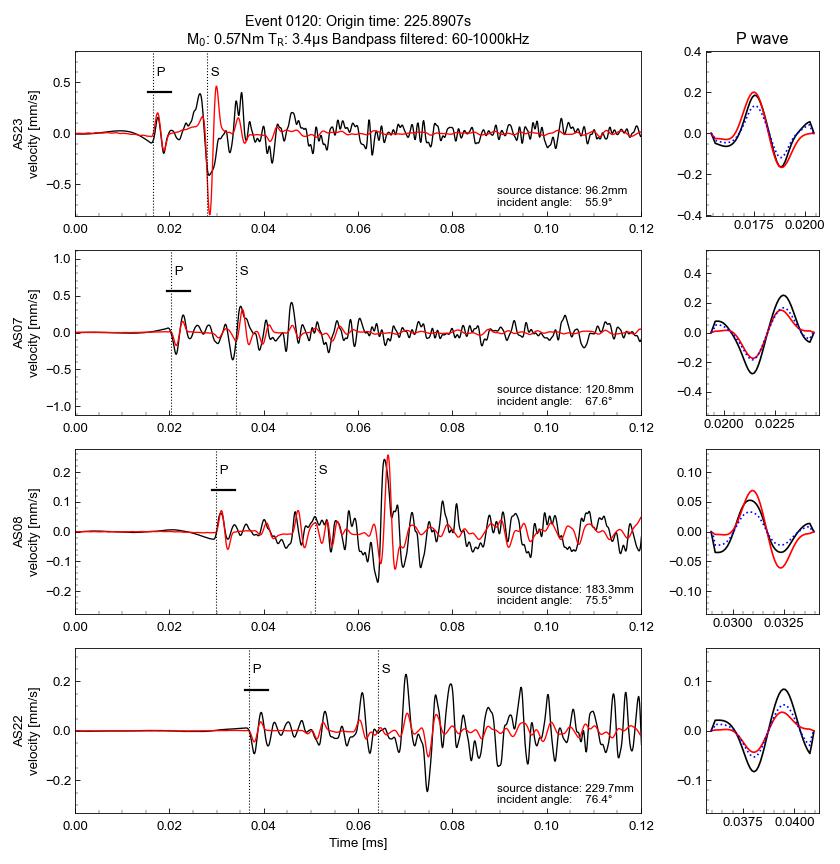 Event 0120: Origin time: 225.8907s
M₀: 0.57Nm Tᵣ: 3.4μs Bandpass filtered: 60-1000kHz
P wave
AS23
velocity [mm/s]
0.5
0.0
−0.5
P
S
source distance: 96.2mm
incident angle: 55.9°
0.00 0.02 0.04 0.06 0.08 0.10 0.12
0.4
0.2
0.0
−0.2
−0.4
0.0175 0.0200
AS07
velocity [mm/s]
1.0
0.5
0.0
−0.5
−1.0
P
S
source distance: 120.8mm
incident angle: 67.6°
0.00 0.02 0.04 0.06 0.08 0.10 0.12
0.4
0.2
0.0
−0.2
−0.4
0.0200 0.0225
AS08
velocity [mm/s]
0.2
0.1
0.0
−0.1
−0.2
P
S
source distance: 183.3mm
incident angle: 75.5°
0.00 0.02 0.04 0.06 0.08 0.10 0.12
0.10
0.05
0.00
−0.05
−0.10
0.0300 0.0325
AS22
velocity [mm/s]
0.2
0.0
−0.2
P
S
source distance: 229.7mm
incident angle: 76.4°
0.00 0.02 0.04 0.06 0.08 0.10 0.12
Time [ms]
0.1
0.0
−0.1
0.0375 0.0400